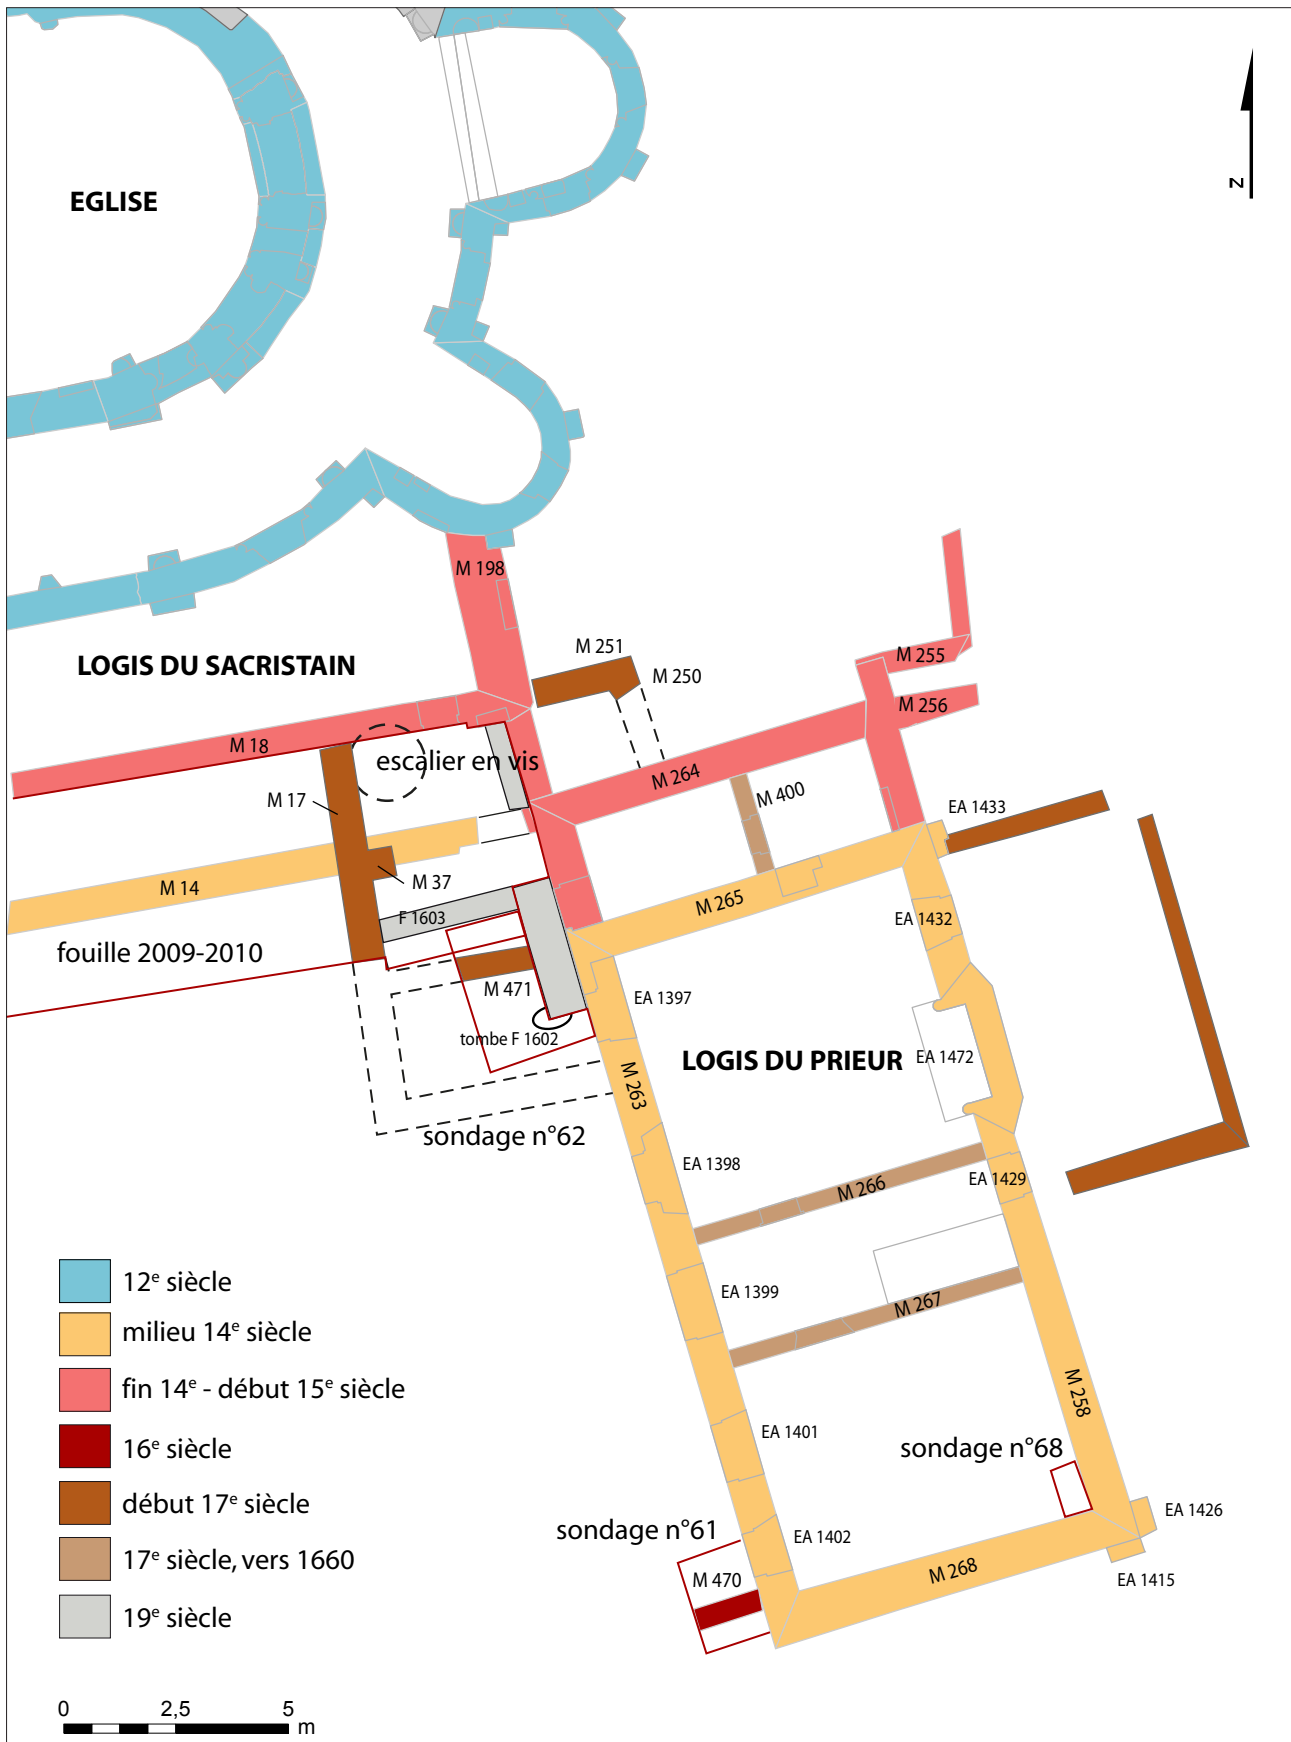 EGLISE
N
M 198
M 251
M 250
M 255
M 256
LOGIS DU SACRISTAIN
M 18
escalier en vis
M 264
M 400
M 17
EA 1433
M 14
M 37
M 265
F 1603
EA 1432
fouille 2009-2010
M 471
EA 1397
tombe F 1602
LOGIS DU PRIEUR
EA 1472
M 263
sondage n°62
EA 1398
EA 1429
M 266
EA 1399
M 267
12e siècle
milieu 14e siècle
fin 14e - début 15e siècle
16e siècle
début 17e siècle
17e siècle, vers 1660
19e siècle
M 258
EA 1401
sondage n°68
EA 1426
sondage n°61
EA 1402
M 470
M 268
EA 1415
0 2,5 5
m